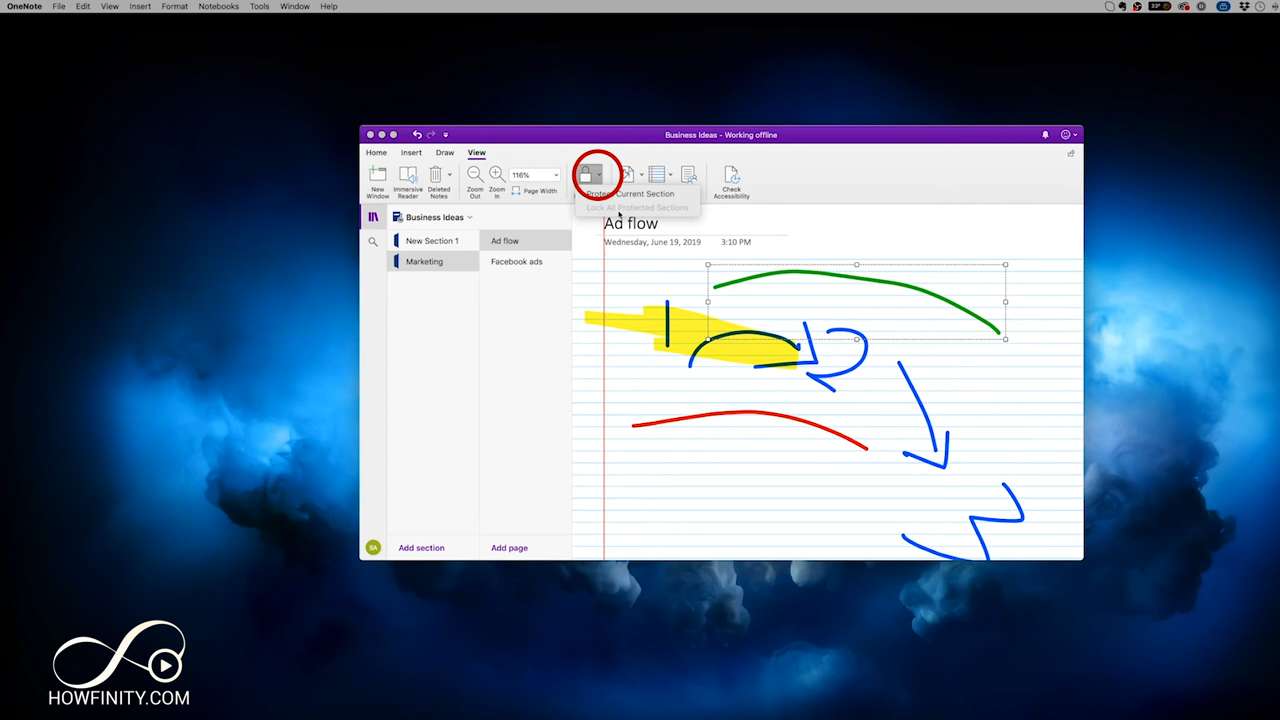 OneNote File Edit View Insert Format Notebooks Tools Window Help
33°
Business Ideas - Working offline
Home Insert Draw View
116%
Page Width
New Window
Immersive Reader
Deleted Notes
Zoom Out
Zoom In
Check Accessibility
Protect Current Section
Lock All Protected Sections
Business Ideas
Ad flow
New Section 1
Ad flow
Wednesday, June 19, 2019 3:10 PM
Marketing
Facebook ads
SA
Add section
Add page
HOWFINITY.COM